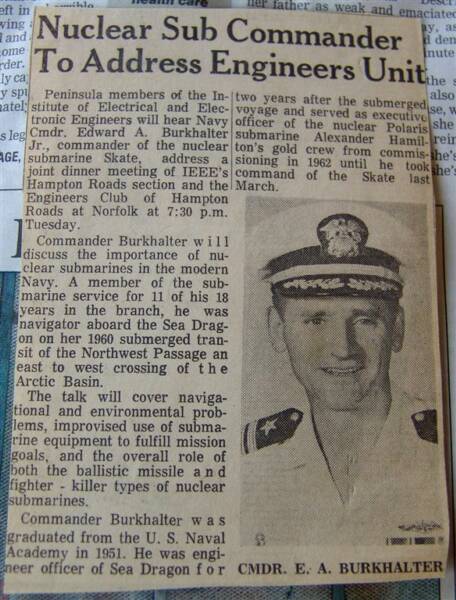 Nuclear Sub Commander
To Address Engineers Unit
Peninsula members of the In-
stitute of Electrical and Elec-
tronic Engineers will hear Navy
Cmdr. Edward A. Burkhalter
Jr., commander of the nuclear
submarine Skate, address a
joint dinner meeting of IEEE's
Hampton Roads section and the
Engineers Club of Hampton
Roads at Norfolk at 7:30 p.m.
Tuesday.
Commander Burkhalter will
discuss the importance of nu-
clear submarines in the modern
Navy. A member of the sub-
marine service for 11 of his 18
years in the branch, he was
navigator aboard the Sea Drag-
on on her 1960 submerged tran-
sit of the Northwest Passage an
east to west crossing of the
Arctic Basin.
The talk will cover naviga-
tional and environmental prob-
lems, improvised use of subma-
rine equipment to fulfill mission
goals, and the overall role of
both the ballistic missile and
fighter - killer types of nuclear
submarines.
Commander Burkhalter was
graduated from the U. S. Naval
Academy in 1951. He was engi-
neer officer of Sea Dragon for
two years after the submerged
voyage and served as executive
officer of the nuclear Polaris
submarine Alexander Hamil-
ton's gold crew from commis-
sioning in 1962 until he took
command of the Skate last
March.
CMDR. E. A. BURKHALTER
health care
her father as weak and emaciated